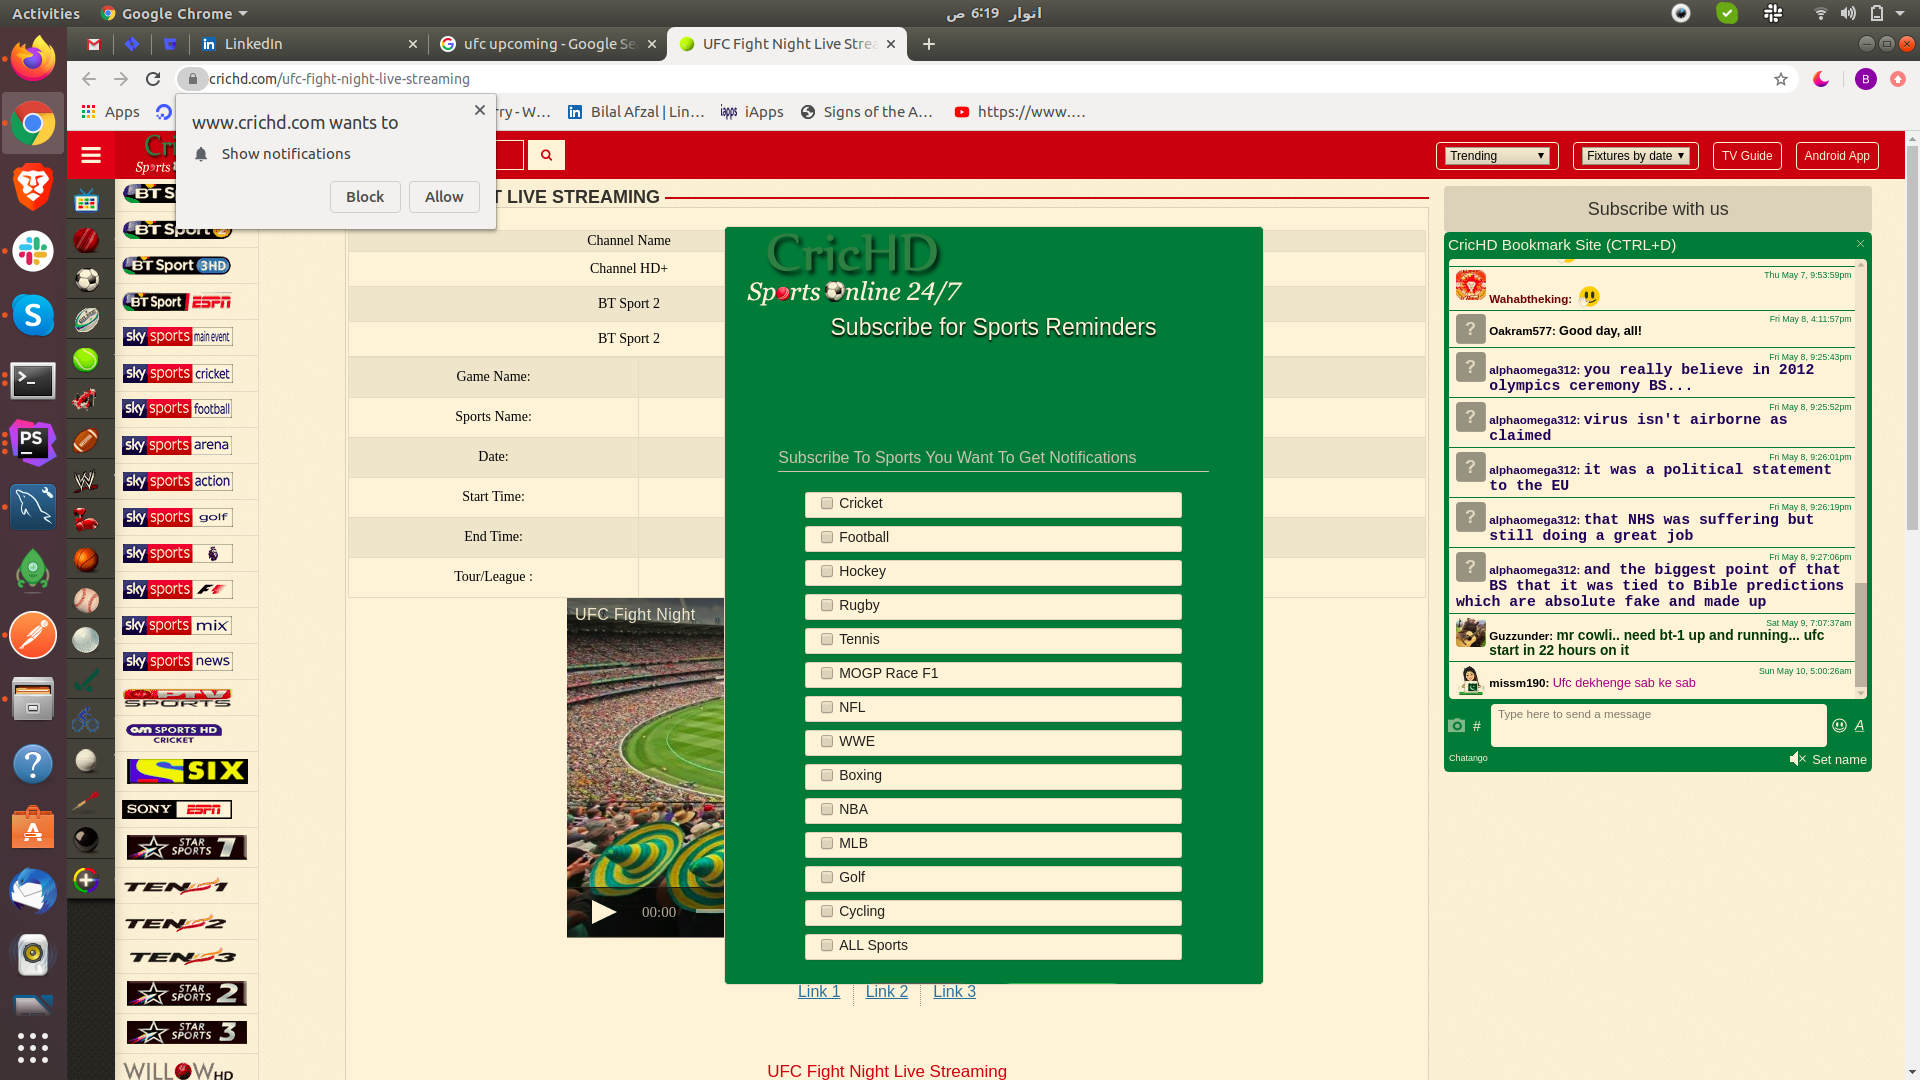 Activities
Google Chrome
انوار 6:19 ص
LinkedIn
ufc upcoming - Google Se
UFC Fight Night Live Strea
crichd.com/ufc-fight-night-live-streaming
Apps
rry - W…
Bilal Afzal | Lin…
iApps
Signs of the A…
https://www.…
www.crichd.com wants to
Show notifications
Block
Allow
Trending
Fixtures by date
TV Guide
Android App
T LIVE STREAMING
Channel Name
Channel HD+
BT Sport 2
BT Sport 2
Game Name:
Sports Name:
Date:
Start Time:
End Time:
Tour/League :
BT Sport 3HD
BT Sport ESPN
sky sports main event
sky sports cricket
sky sports football
sky sports arena
sky sports action
sky sports golf
sky sports
sky sports F1
sky sports mix
sky sports news
PTV SPORTS
OSN SPORTS HD CRICKET
SIX
SONY ESPN
STAR SPORTS 1
TEN 1
TEN 2
TEN 3
STAR SPORTS 2
STAR SPORTS 3
WILLOW HD
UFC Fight Night
00:00
CricHD
Sports Online 24/7
Subscribe for Sports Reminders
Subscribe To Sports You Want To Get Notifications
Cricket
Football
Hockey
Rugby
Tennis
MOGP Race F1
NFL
WWE
Boxing
NBA
MLB
Golf
Cycling
ALL Sports
Link 1
Link 2
Link 3
UFC Fight Night Live Streaming
Subscribe with us
CricHD Bookmark Site (CTRL+D)
Thu May 7, 9:53:59pm
Wahabtheking:
Fri May 8, 4:11:57pm
Oakram577: Good day, all!
Fri May 8, 9:25:43pm
alphaomega312: you really believe in 2012
olympics ceremony BS...
Fri May 8, 9:25:52pm
alphaomega312: virus isn't airborne as
claimed
Fri May 8, 9:26:01pm
alphaomega312: it was a political statement
to the EU
Fri May 8, 9:26:19pm
alphaomega312: that NHS was suffering but
still doing a great job
Fri May 8, 9:27:06pm
alphaomega312: and the biggest point of that
BS that it was tied to Bible predictions
which are absolute fake and made up
Sat May 9, 7:07:37am
Guzzunder: mr cowli.. need bt-1 up and running... ufc
start in 22 hours on it
Sun May 10, 5:00:26am
missm190: Ufc dekhenge sab ke sab
Type here to send a message
Chatango
Set name